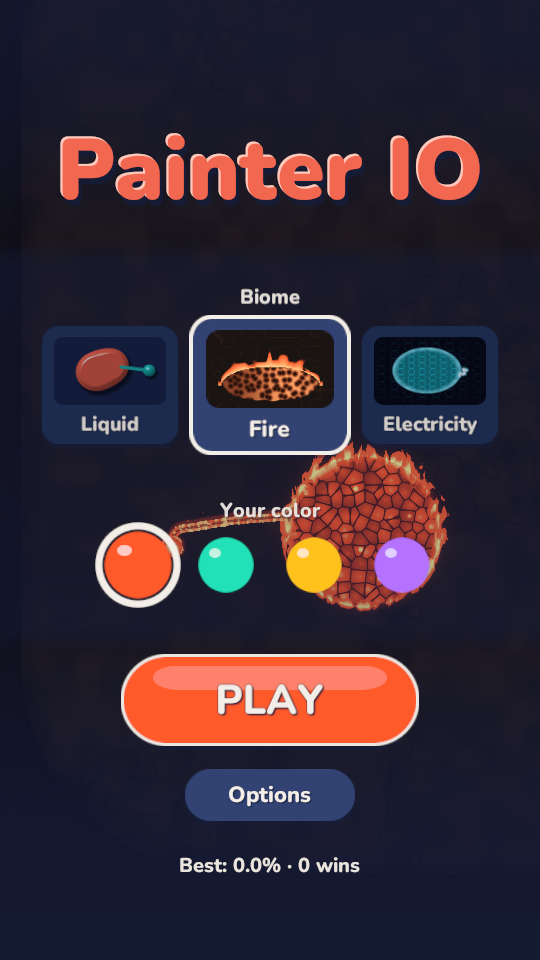 Painter IO
Biome
Liquid
Fire
Electricity
Your color
PLAY
Options
Best: 0.0% · 0 wins